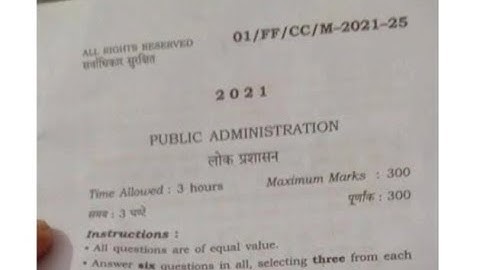 ALL RIGHTS RESERVED
सर्वाधिकार सुरक्षित
01/FF/CC/M–2021–25
2021
PUBLIC ADMINISTRATION
लोक प्रशासन
Time Allowed : 3 hours
Maximum Marks : 300
समय : 3 घण्टे
पूर्णांक : 300
Instructions :
• All questions are of equal value.
• Answer six questions in all, selecting three from each